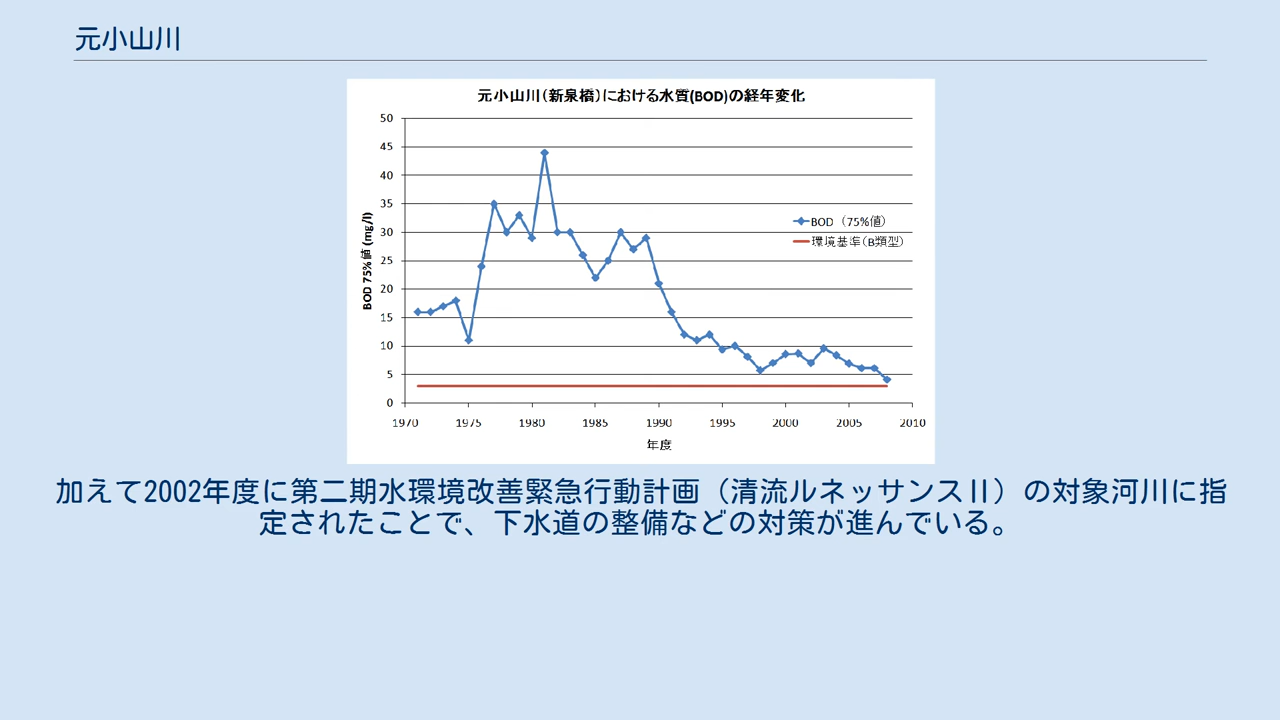 元小山川
元小山川(新泉橋)における水質(BOD)の経年変化
50
45
40
35
30
25
20
15
10
5
0
BOD 75%値 (mg/l)
BOD（75%値）
環境基準(B類型)
1970 1975 1980 1985 1990 1995 2000 2005 2010
年度
加えて2002年度に第二期水環境改善緊急行動計画（清流ルネッサンスⅡ）の対象河川に指
定されたことで、下水道の整備などの対策が進んでいる。